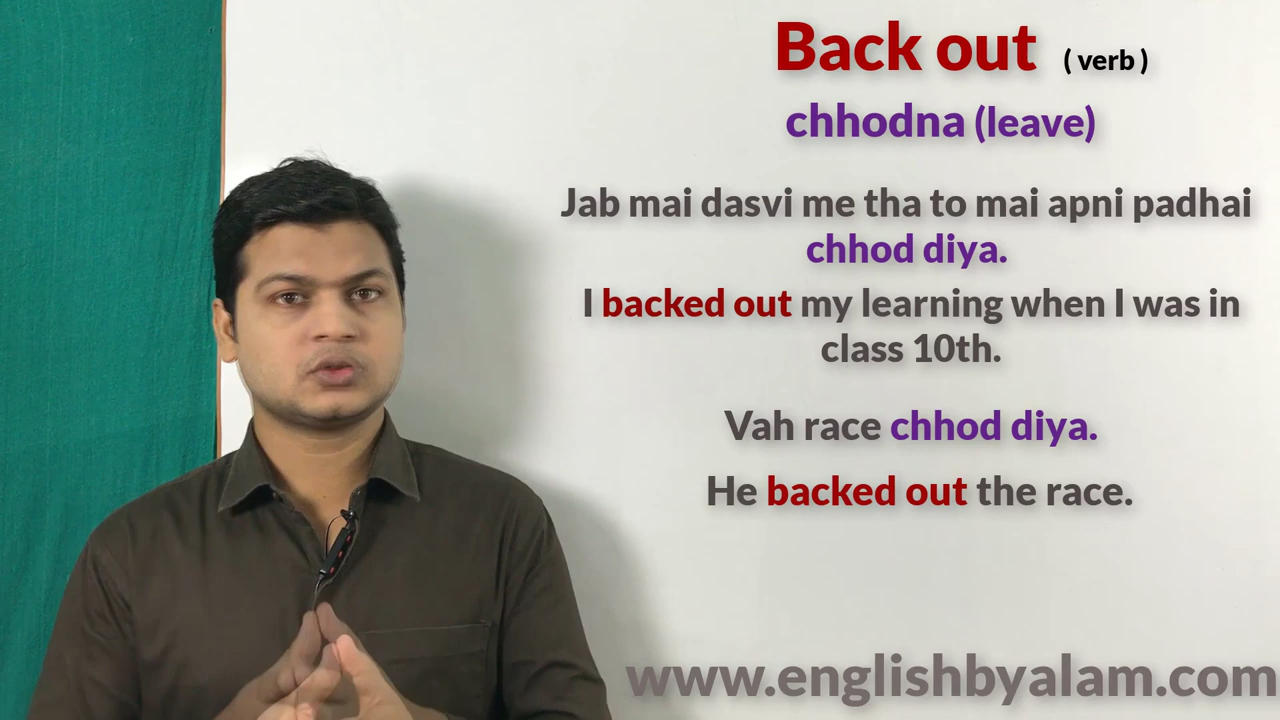 Back out ( verb )
chhodna (leave)
Jab mai dasvi me tha to mai apni padhai
chhod diya.
I backed out my learning when I was in
class 10th.
Vah race chhod diya.
He backed out the race.
www.englishbyalam.com